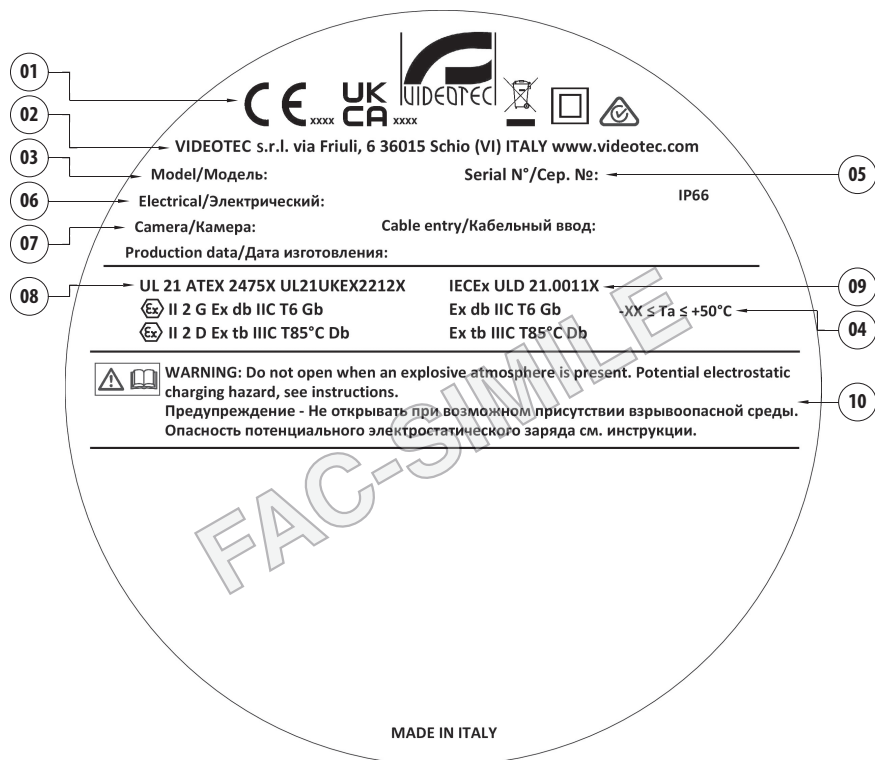 VIDEOTEC
01
CE xxxx UK CA xxxx
02
VIDEOTEC s.r.l. via Friuli, 6 36015 Schio (VI) ITALY www.videotec.com
03
Model/Модель: Serial N°/Сер. №:
05
06
Electrical/Электрический: IP66
07
Camera/Камера: Cable entry/Кабельный ввод:
Production data/Дата изготовления:
08
UL 21 ATEX 2475X UL21UKEX2212X IECEx ULD 21.0011X
09
Ex II 2 G Ex db IIC T6 Gb Ex db IIC T6 Gb -XX ≤ Ta ≤ +50°C
04
Ex II 2 D Ex tb IIIC T85°C Db Ex tb IIIC T85°C Db
WARNING: Do not open when an explosive atmosphere is present. Potential electrostatic
charging hazard, see instructions.
Предупреждение - Не открывать при возможном присутствии взрывоопасной среды.
10
Опасность потенциального электростатического заряда см. инструкции.
FAC-SIMILE
MADE IN ITALY